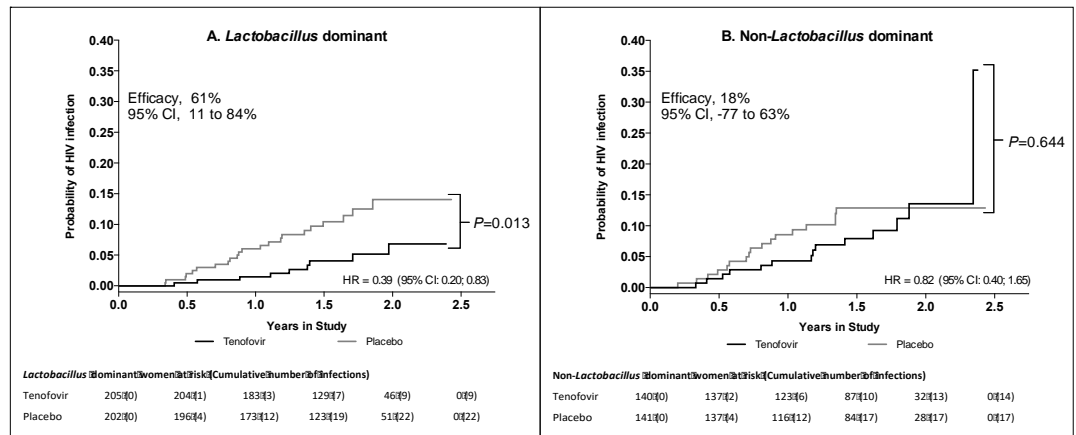 A. Lactobacillus dominant
0.40
0.35
0.30
0.25
0.20
0.15
0.10
0.05
0.00
Probability of HIV infection
Efficacy, 61%
95% CI, 11 to 84%
P=0.013
HR = 0.39 (95% CI: 0.20; 0.83)
0.0 0.5 1.0 1.5 2.0 2.5
Years in Study
Tenofovir Placebo
Lactobacillus dominant women at risk (Cumulative number of infections)
Tenofovir 205 (0) 204 (1) 183 (3) 129 (7) 46 (9) 0 (9)
Placebo 202 (0) 196 (4) 173 (12) 123 (19) 51 (22) 0 (22)
B. Non-Lactobacillus dominant
0.40
0.35
0.30
0.25
0.20
0.15
0.10
0.05
0.00
Probability of HIV infection
Efficacy, 18%
95% CI, -77 to 63%
P=0.644
HR = 0.82 (95% CI: 0.40; 1.65)
0.0 0.5 1.0 1.5 2.0 2.5
Years in Study
Tenofovir Placebo
Non-Lactobacillus dominant women at risk (Cumulative number of infections)
Tenofovir 140 (0) 137 (2) 123 (6) 87 (10) 32 (13) 0 (14)
Placebo 141 (0) 137 (4) 116 (12) 84 (17) 28 (17) 0 (17)